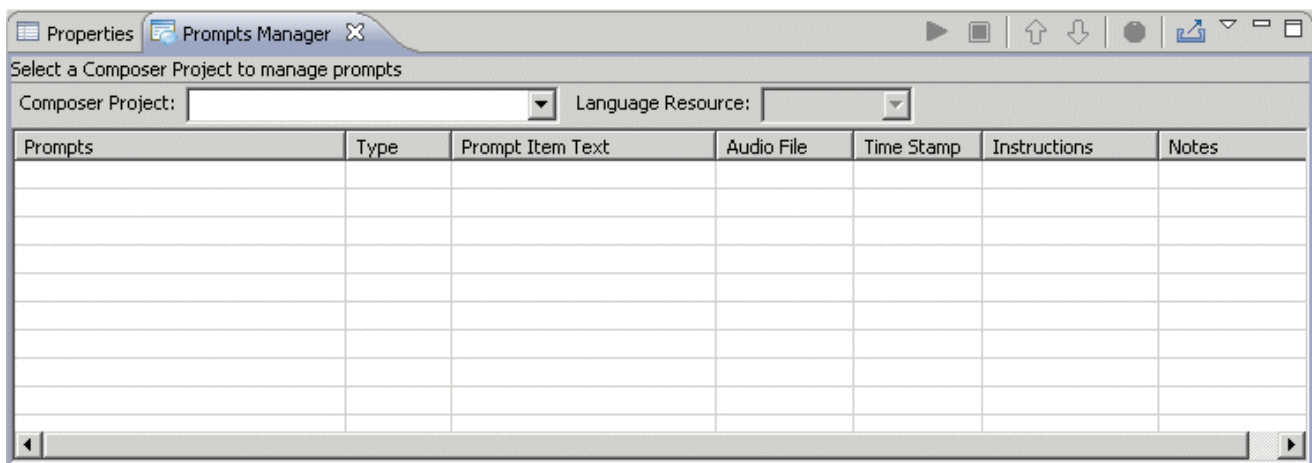 Properties Prompts Manager
Select a Composer Project to manage prompts
Composer Project: Language Resource:
Prompts Type Prompt Item Text Audio File Time Stamp Instructions Notes